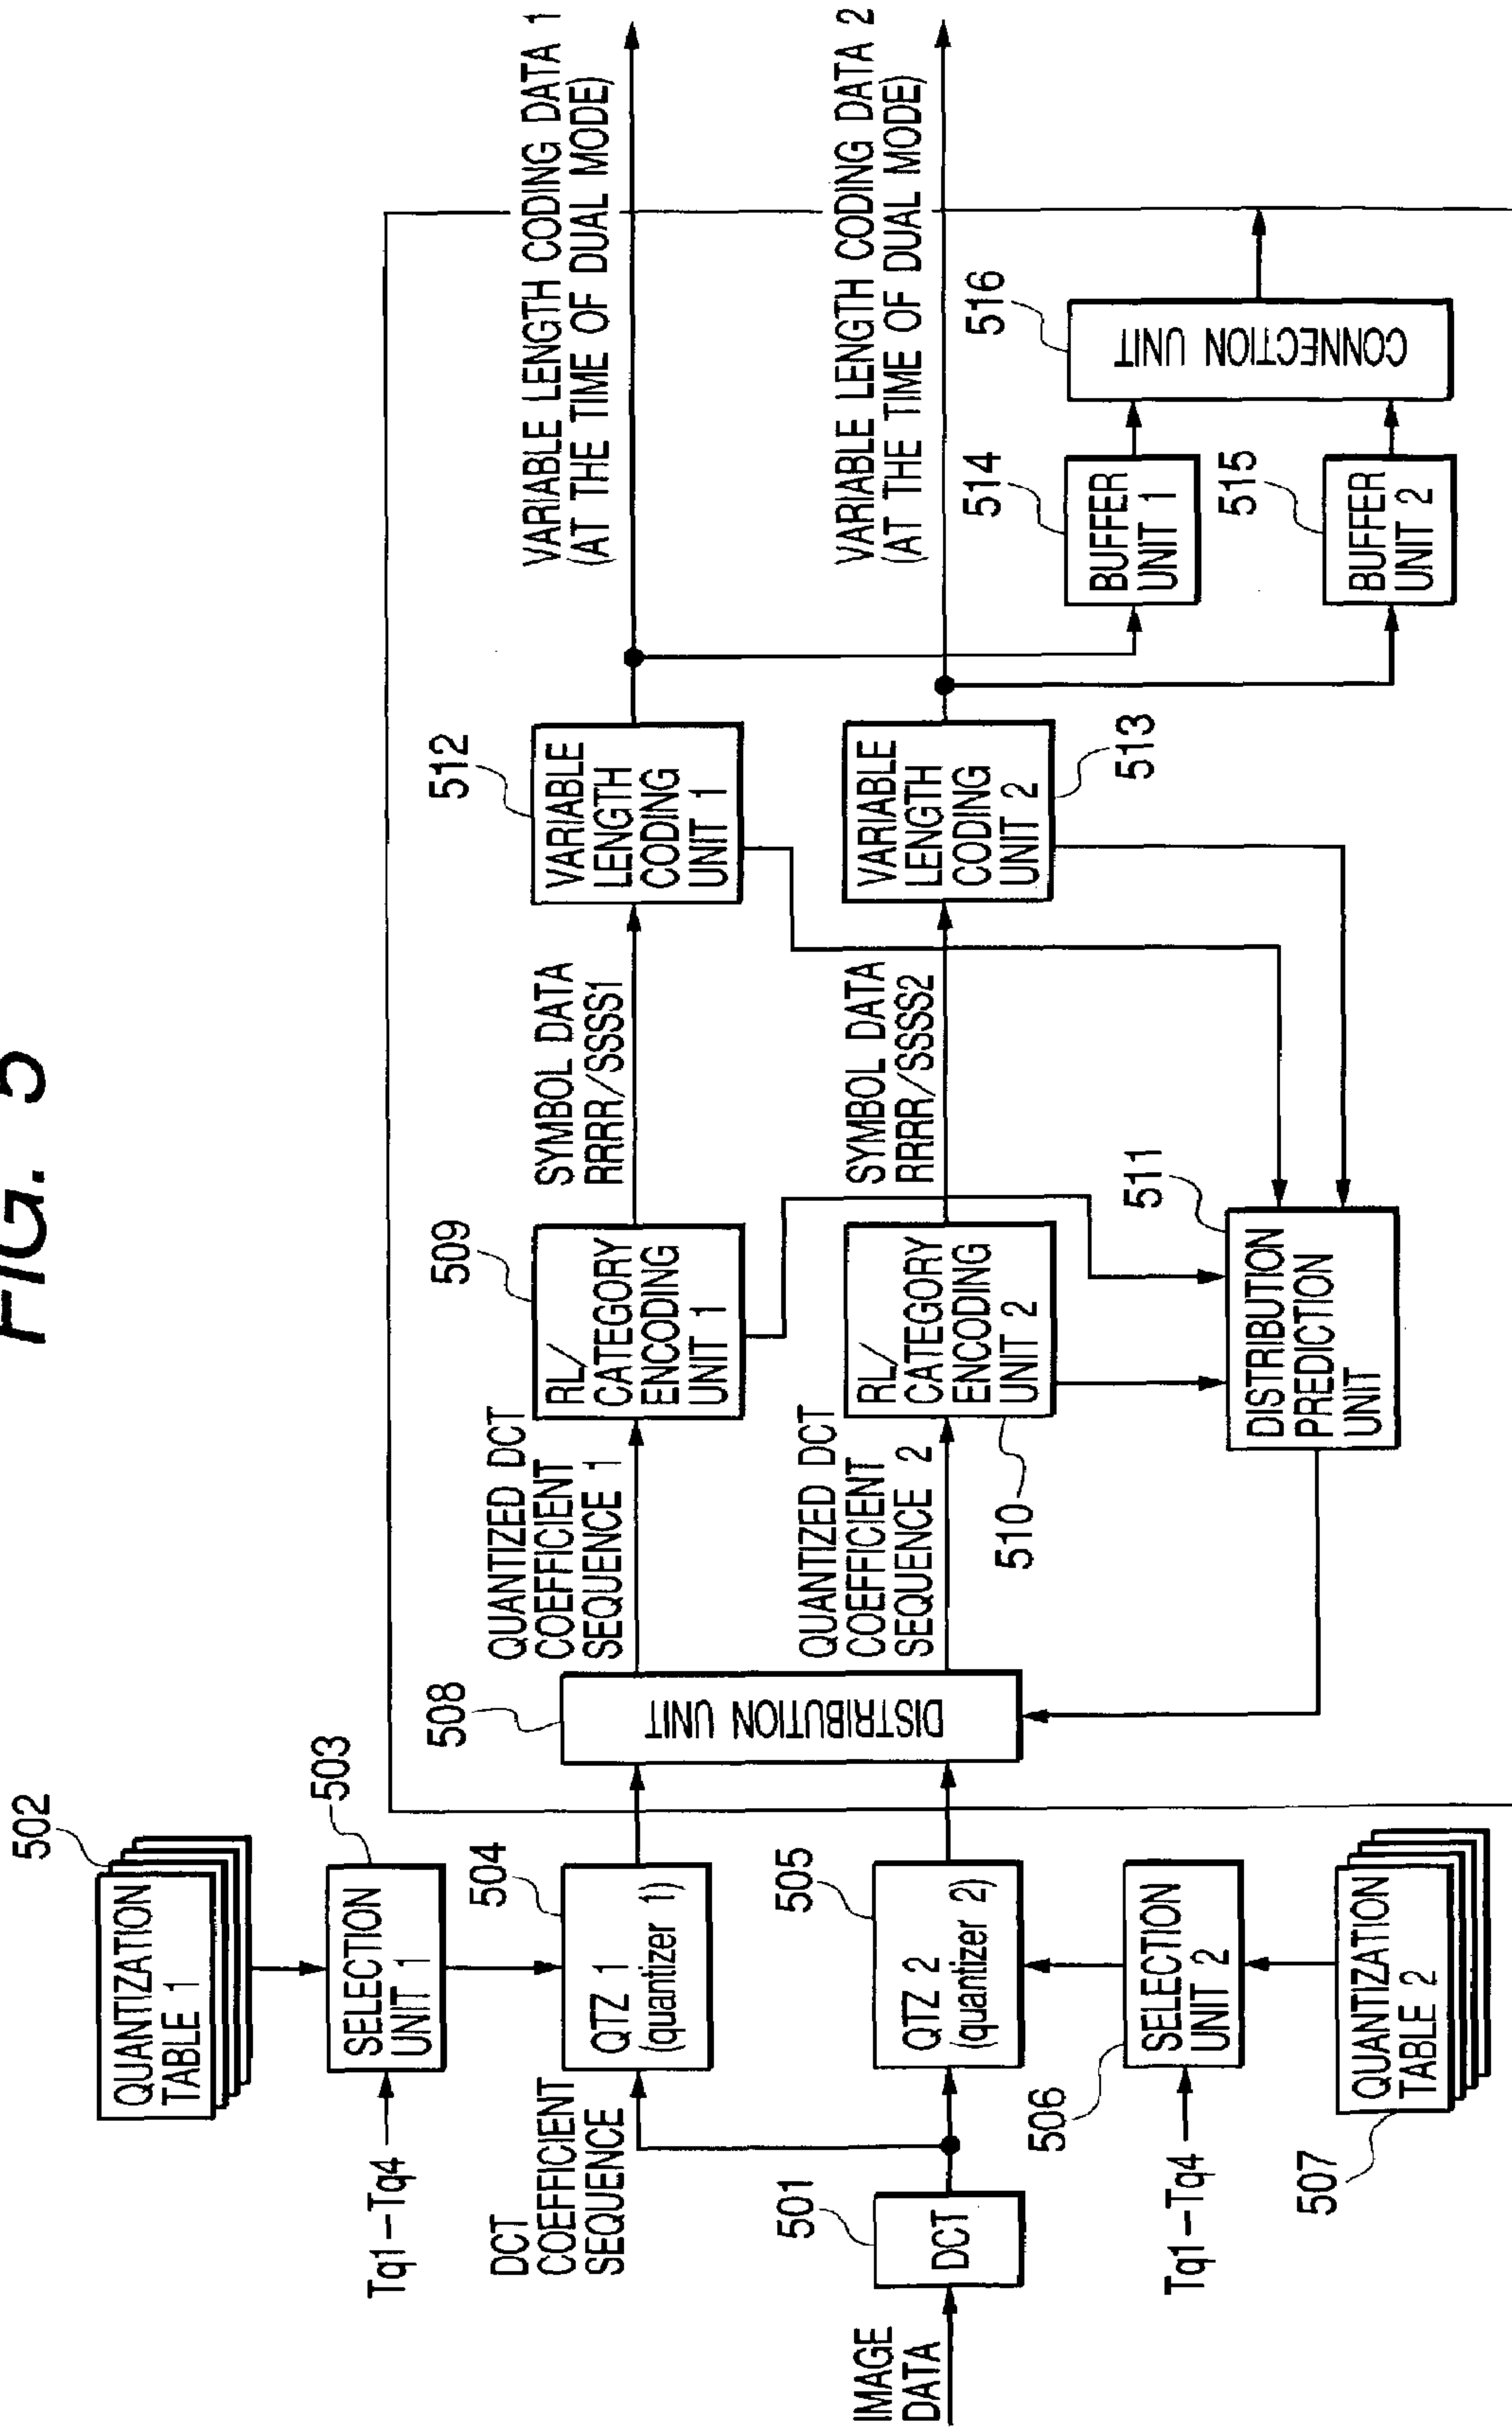 FIG. 5
502
QUANTIZATION
TABLE 1
503
SELECTION
UNIT 1
Tq1–Tq4
504
QTZ 1
(quantizer 1)
DCT
COEFFICIENT
SEQUENCE
501
DCT
IMAGE
DATA
505
QTZ 2
(quantizer 2)
506
SELECTION
UNIT 2
Tq1–Tq4
507
QUANTIZATION
TABLE 2
508
DISTRIBUTION UNIT
QUANTIZED DCT
COEFFICIENT
SEQUENCE 1
QUANTIZED DCT
COEFFICIENT
SEQUENCE 2
509
RL/
CATEGORY
ENCODING
UNIT 1
510
RL/
CATEGORY
ENCODING
UNIT 2
511
DISTRIBUTION
PREDICTION
UNIT
SYMBOL DATA
RRRR/SSSS1
SYMBOL DATA
RRRR/SSSS2
512
VARIABLE
LENGTH
CODING
UNIT 1
513
VARIABLE
LENGTH
CODING
UNIT 2
VARIABLE LENGTH CODING DATA 1
(AT THE TIME OF DUAL MODE)
VARIABLE LENGTH CODING DATA 2
(AT THE TIME OF DUAL MODE)
514
BUFFER
UNIT 1
515
BUFFER
UNIT 2
516
CONNECTION UNIT